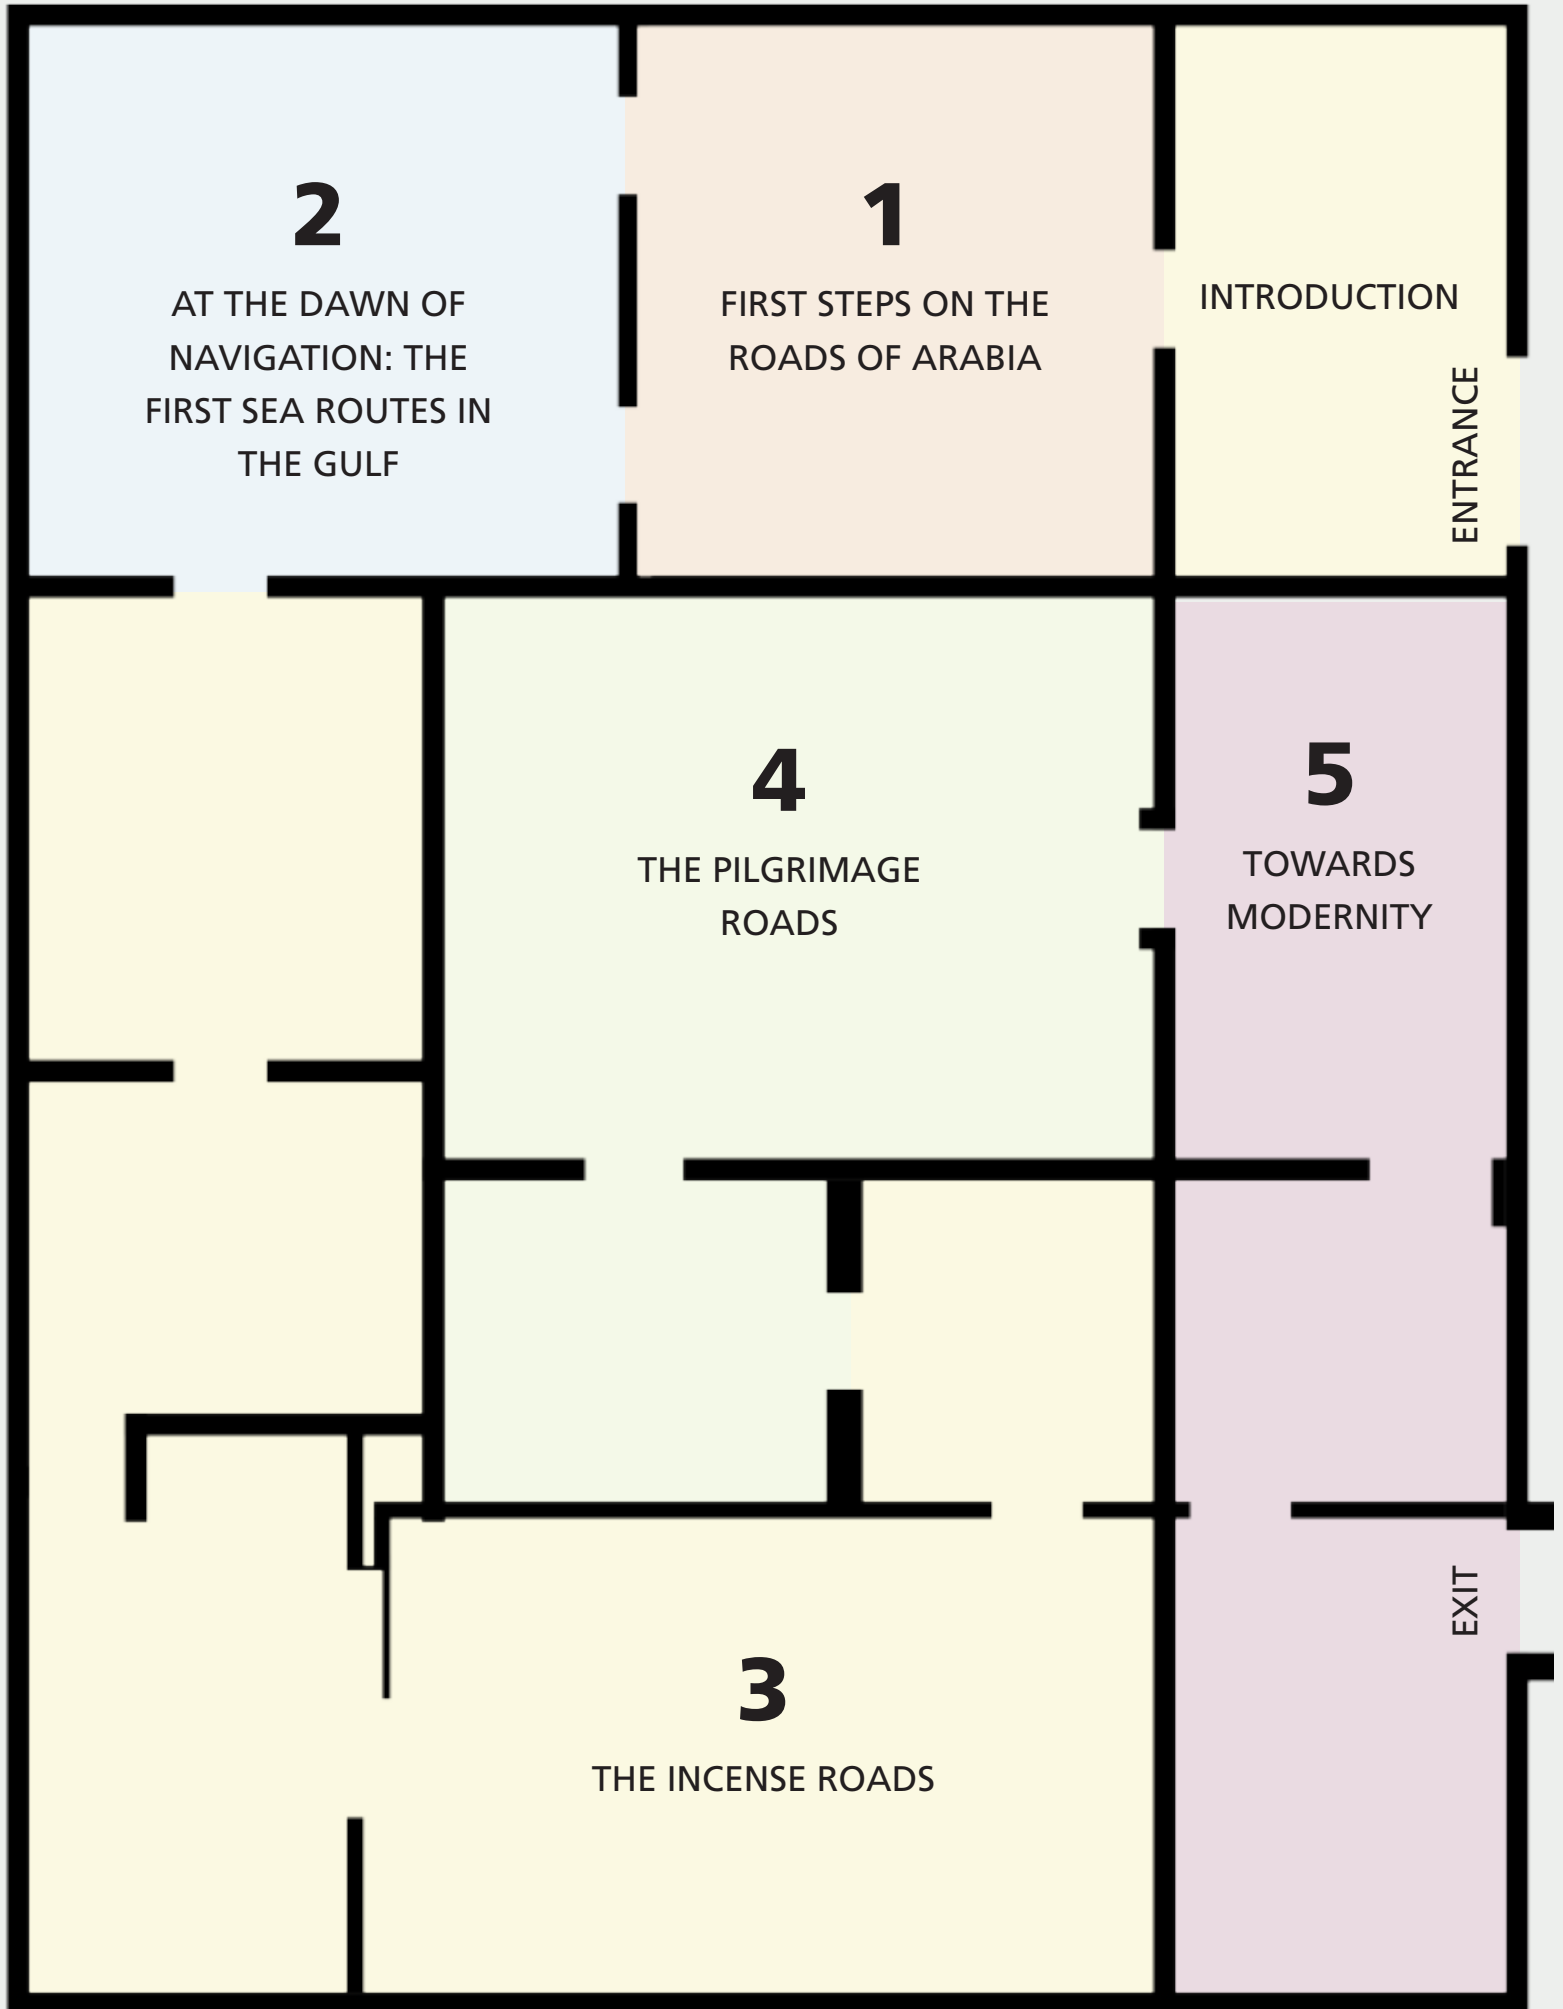 2
AT THE DAWN OF
NAVIGATION: THE
FIRST SEA ROUTES IN
THE GULF
1
FIRST STEPS ON THE
ROADS OF ARABIA
INTRODUCTION
ENTRANCE
4
THE PILGRIMAGE
ROADS
5
TOWARDS
MODERNITY
3
THE INCENSE ROADS
EXIT